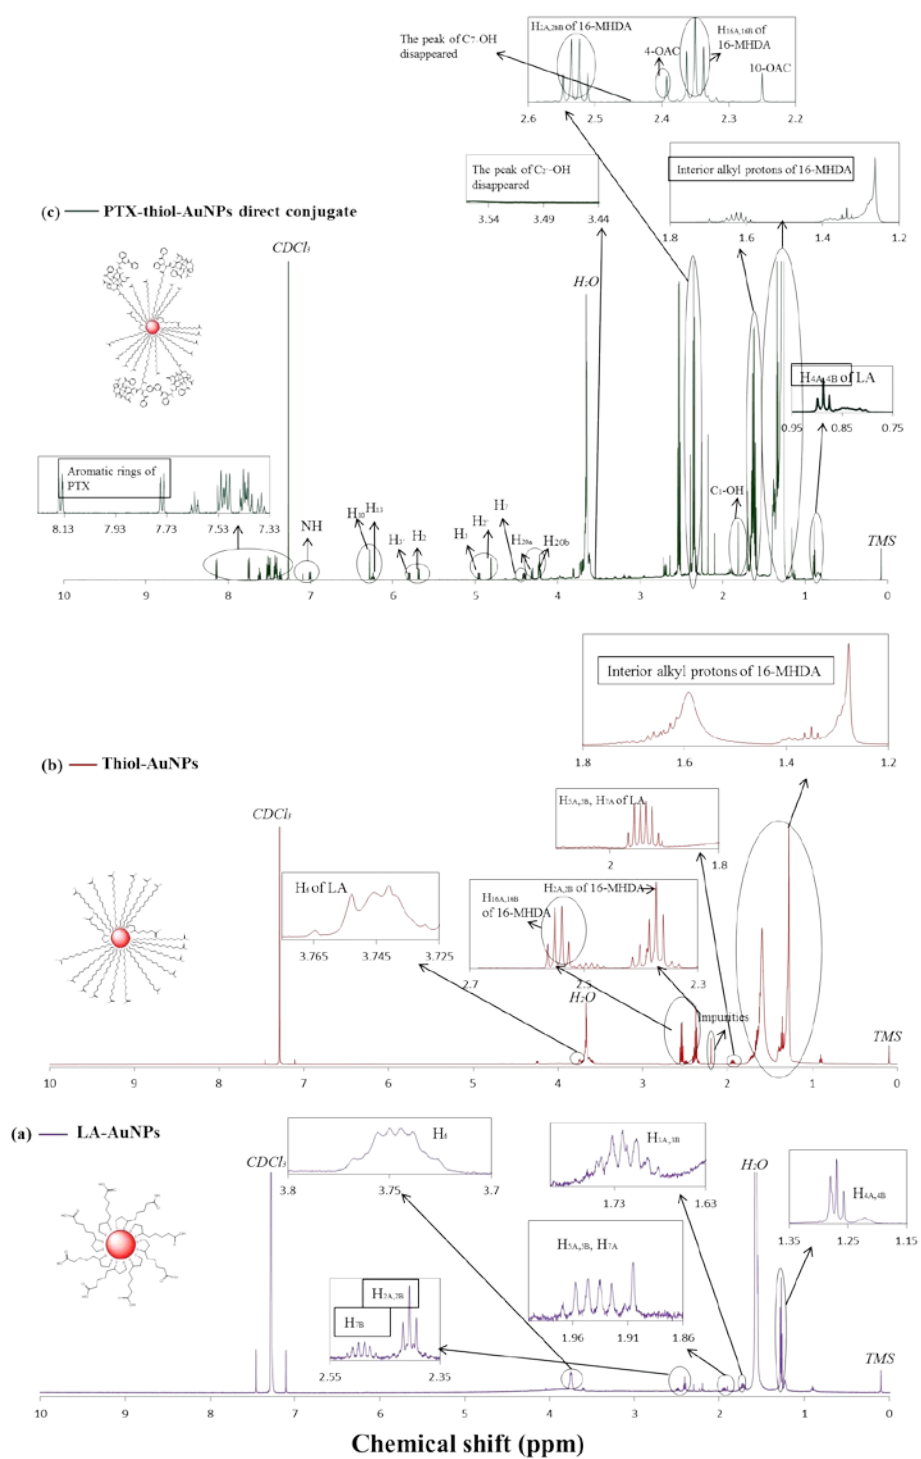 H2A,2BB of 16-MHDA
H16A,16B of
16-MHDA
The peak of C7-OH
disappeared
4-OAC
10-OAC
2.6 2.5 2.4 2.3 2.2
The peak of C2'-OH
disappeared
3.54 3.49 3.44
Interior alkyl protons of 16-MHDA
1.8 1.6 1.4 1.2
(c) PTX-thiol-AuNPs direct conjugate
CDCl3
H2O
H4A,4B of LA
0.95 0.85 0.75
Aromatic rings of
PTX
8.13 7.93 7.73 7.53 7.33
NH
H10
H13
H3'
H2
H5
H2'
H7
H20a
H20b
C1-OH
TMS
10 9 8 7 6 5 4 3 2 1 0
Interior alkyl protons of 16-MHDA
1.8 1.6 1.4 1.2
(b) Thiol-AuNPs
CDCl3
H5A,5B, H7A of LA
2 1.8
H6 of LA
3.765 3.745 3.725
H16A,16B
of 16-MHDA
H2A,2B of 16-MHDA
2.7 2.5 2.3
H2O
Impurities
TMS
10 9 8 7 6 5 4 3 2 1 0
(a) LA-AuNPs
CDCl3
H6
3.8 3.75 3.7
H3A,3B
1.73 1.63
H2O
H4A,4B
1.35 1.25 1.15
H5A,5B, H7A
1.96 1.91 1.86
H2A,2B
H7B
2.55 2.35
TMS
10 9 8 7 6 5 4 3 2 1 0
Chemical shift (ppm)